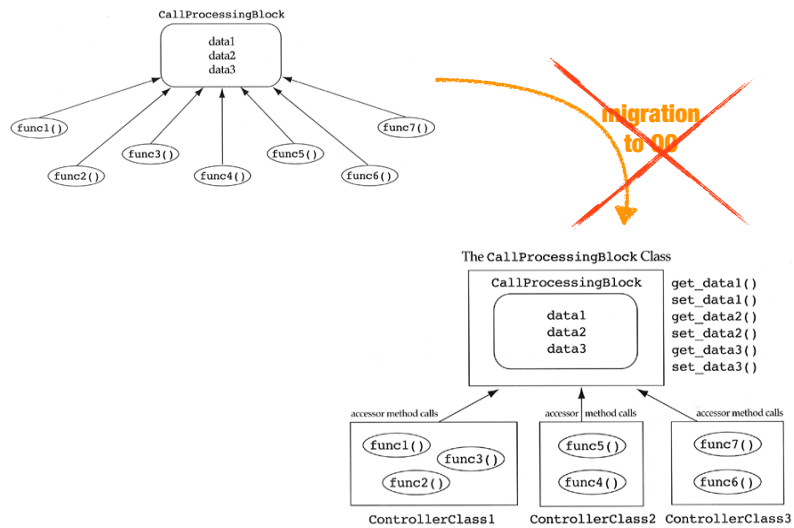 CallProcessingBlock
data1
data2
data3
func1()
func7()
func3()
func5()
func2()
func4()
func6()
migration
to OO
The CallProcessingBlock Class
CallProcessingBlock
data1
data2
data3
get_data1()
set_data1()
get_data2()
set_data2()
get_data3()
set_data3()
accessor method calls
accessor method calls
accessor method calls
func1()
func3()
func2()
func5()
func4()
func7()
func6()
ControllerClass1
ControllerClass2
ControllerClass3